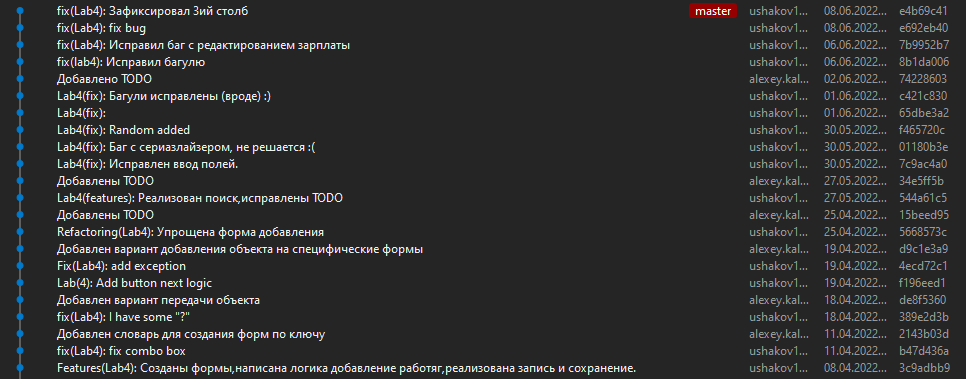 fix(Lab4): Зафиксировал 3ий столб master ushakov1... 08.06.2022... e4b69c41
fix(Lab4): fix bug ushakov1... 08.06.2022... e692eb40
fix(Lab4): Исправил баг с редактированием зарплаты ushakov1... 06.06.2022... 7b9952b7
fix(lab4): Исправил багулю ushakov1... 06.06.2022... 8b1da006
Добавлено TODO alexey.kal... 02.06.2022... 74228603
Lab4(fix): Багули исправлены (вроде) :) ushakov1... 01.06.2022... c421c830
Lab4(fix): ushakov1... 01.06.2022... 65dbe3a2
Lab4(fix): Random added ushakov1... 30.05.2022... f465720c
Lab4(fix): Баг с сериазлайзером, не решается :( ushakov1... 30.05.2022... 01180b3e
Lab4(fix): Исправлен ввод полей. ushakov1... 30.05.2022... 7c9ac4a0
Добавлены TODO alexey.kal... 27.05.2022... 34e5ff5b
Lab4(features): Реализован поиск,исправлены TODO ushakov1... 27.05.2022... 544a61c5
Добавлены TODO alexey.kal... 25.04.2022... 15beed95
Refactoring(Lab4): Упрощена форма добавления ushakov1... 25.04.2022... 5668573c
Добавлен вариант добавления объекта на специфические формы alexey.kal... 19.04.2022... d9c1e3a9
Fix(Lab4): add exception ushakov1... 19.04.2022... 4ecd72c1
Lab(4): Add button next logic ushakov1... 19.04.2022... f196eed1
Добавлен вариант передачи объекта alexey.kal... 18.04.2022... de8f5360
fix(Lab4): I have some "?" ushakov1... 18.04.2022... 389e2d3b
Добавлен словарь для создания форм по ключу alexey.kal... 11.04.2022... 2143b03d
fix(Lab4): fix combo box ushakov1... 11.04.2022... b47d436a
Features(Lab4): Созданы формы,написана логика добавление работяг,реализована запись и сохранение. ushakov1... 08.04.2022... 3c9adbb9